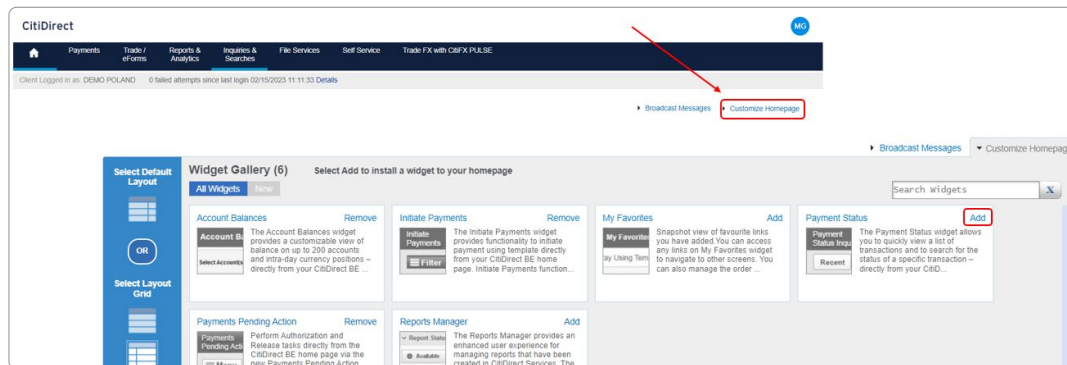 CitiDirect
MG
Payments
Trade /
eForms
Reports &
Analytics
Inquiries &
Searches
File Services
Self Service
Trade FX with CitiFX PULSE
Client Logged in as: DEMO POLAND 0 failed attempts since last login 02/15/2023 11:11:33 Details
Broadcast Messages Customize Homepage
Broadcast Messages Customize Homepag
Select Default
Layout
OR
Select Layout
Grid
Widget Gallery (6) Select Add to install a widget to your homepage
All Widgets New
Search Widgets X
Account Balances Remove
Account Ba
Select Account(s
The Account Balances widget
provides a customizable view of
balance on up to 200 accounts
and intra-day currency positions –
directly from your CitiDirect BE ...
Initiate Payments Remove
Initiate
Payments
Filter
The Initiate Payments widget
provides functionality to initiate
payment using template directly
from your CitiDirect BE home
page. Initiate Payments function...
My Favorites Add
My Favorites
ay Using Tem
Snapshot view of favourite links
you have added.You can access
any links on My Favorites widget
to navigate to other screens. You
can also manage the order ...
Payment Status Add
Payment
Status Inqu
Recent
The Payment Status widget allows
you to quickly view a list of
transactions and to search for the
status of a specific transaction –
directly from your CitiD...
Payments Pending Action Remove
Payments
Pending Acti
Menu
Perform Authorization and
Release tasks directly from the
CitiDirect BE home page via the
new Payments Pending Action
Reports Manager Add
Report Statu
Available
The Reports Manager provides an
enhanced user experience for
managing reports that have been
created in CitiDirect Services. The